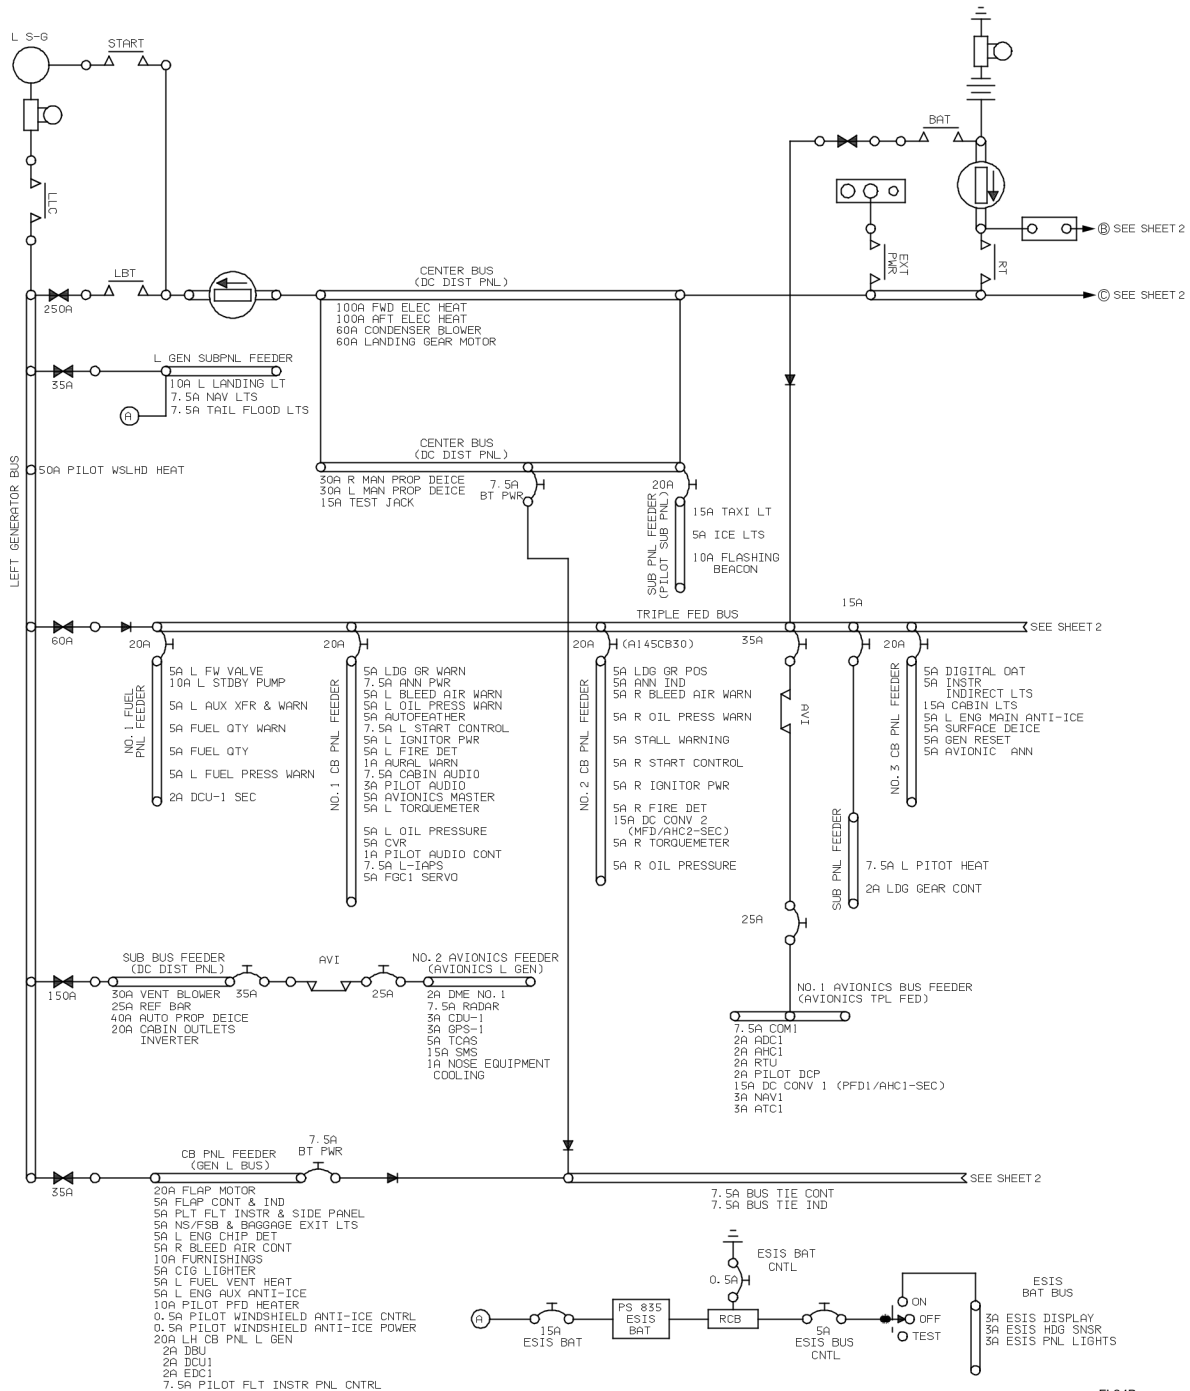 L S-G
START
BAT
LLC
EXT PWR
RT
B SEE SHEET 2
LBT
250A
CENTER BUS
(DC DIST PNL)
100A FWD ELEC HEAT
100A AFT ELEC HEAT
60A CONDENSER BLOWER
60A LANDING GEAR MOTOR
C SEE SHEET 2
L GEN SUBPNL FEEDER
35A
10A L LANDING LT
7.5A NAV LTS
7.5A TAIL FLOOD LTS
A
CENTER BUS
(DC DIST PNL)
50A PILOT WSLHD HEAT
30A R MAN PROP DEICE
30A L MAN PROP DEICE
15A TEST JACK
7.5A
BT PWR
20A
SUB PNL FEEDER
(PILOT SUB PNL)
15A TAXI LT
5A ICE LTS
10A FLASHING
BEACON
LEFT GENERATOR BUS
TRIPLE FED BUS
60A
SEE SHEET 2
20A
NO.1 FUEL
PNL FEEDER
5A L FW VALVE
10A L STDBY PUMP
5A L AUX XFR & WARN
5A FUEL QTY WARN
5A FUEL QTY
5A L FUEL PRESS WARN
2A DCU-1 SEC
20A
NO.1 CB PNL FEEDER
5A LDG GR WARN
7.5A ANN PWR
5A L BLEED AIR WARN
5A L OIL PRESS WARN
5A AUTOFEATHER
7.5A L START CONTROL
5A L IGNITOR PWR
5A L FIRE DET
1A AURAL WARN
7.5A CABIN AUDIO
3A PILOT AUDIO
5A AVIONICS MASTER
5A L TORQUEMETER
5A L OIL PRESSURE
5A CVR
1A PILOT AUDIO CONT
7.5A L-IAPS
5A FGC1 SERVO
20A (A145CB30)
NO.2 CB PNL FEEDER
5A LDG GR POS
5A ANN IND
5A R BLEED AIR WARN
5A R OIL PRESS WARN
5A STALL WARNING
5A R START CONTROL
5A R IGNITOR PWR
5A R FIRE DET
15A DC CONV 2
(MFD/AHC2-SEC)
5A R TORQUEMETER
5A R OIL PRESSURE
35A
AVI
25A
NO.1 AVIONICS BUS FEEDER
(AVIONICS TPL FED)
7.5A COM1
2A ADC1
2A AHC1
2A RTU
2A PILOT DCP
15A DC CONV 1 (PFD1/AHC1-SEC)
3A NAV1
3A ATC1
15A
SUB PNL FEEDER
7.5A L PITOT HEAT
2A LDG GEAR CONT
20A
NO.3 CB PNL FEEDER
5A DIGITAL OAT
5A INSTR
INDIRECT LTS
15A CABIN LTS
5A L ENG MAIN ANTI-ICE
5A SURFACE DEICE
5A GEN RESET
5A AVIONIC ANN
150A
SUB BUS FEEDER
(DC DIST PNL)
30A VENT BLOWER
25A REF BAR
40A AUTO PROP DEICE
20A CABIN OUTLETS
INVERTER
35A
AVI
25A
NO.2 AVIONICS FEEDER
(AVIONICS L GEN)
2A DME NO.1
7.5A RADAR
3A CDU-1
3A GPS-1
5A TCAS
15A SMS
1A NOSE EQUIPMENT
COOLING
35A
CB PNL FEEDER
(GEN L BUS)
7.5A
BT PWR
20A FLAP MOTOR
5A FLAP CONT & IND
5A PLT FLT INSTR & SIDE PANEL
5A NS/FSB & BAGGAGE EXIT LTS
5A L ENG CHIP DET
5A R BLEED AIR CONT
10A FURNISHINGS
5A CIG LIGHTER
5A L FUEL VENT HEAT
5A L ENG AUX ANTI-ICE
10A PILOT PFD HEATER
0.5A PILOT WINDSHIELD ANTI-ICE CNTRL
0.5A PILOT WINDSHIELD ANTI-ICE POWER
20A LH CB PNL L GEN
2A DBU
2A DCU1
2A EDC1
7.5A PILOT FLT INSTR PNL CNTRL
SEE SHEET 2
7.5A BUS TIE CONT
7.5A BUS TIE IND
ESIS BAT
CNTL
0.5A
A
15A
ESIS BAT
PS 835
ESIS
BAT
RCB
5A
ESIS BUS
CNTL
ON
OFF
TEST
ESIS
BAT BUS
3A ESIS DISPLAY
3A ESIS HDG SNSR
3A ESIS PNL LIGHTS